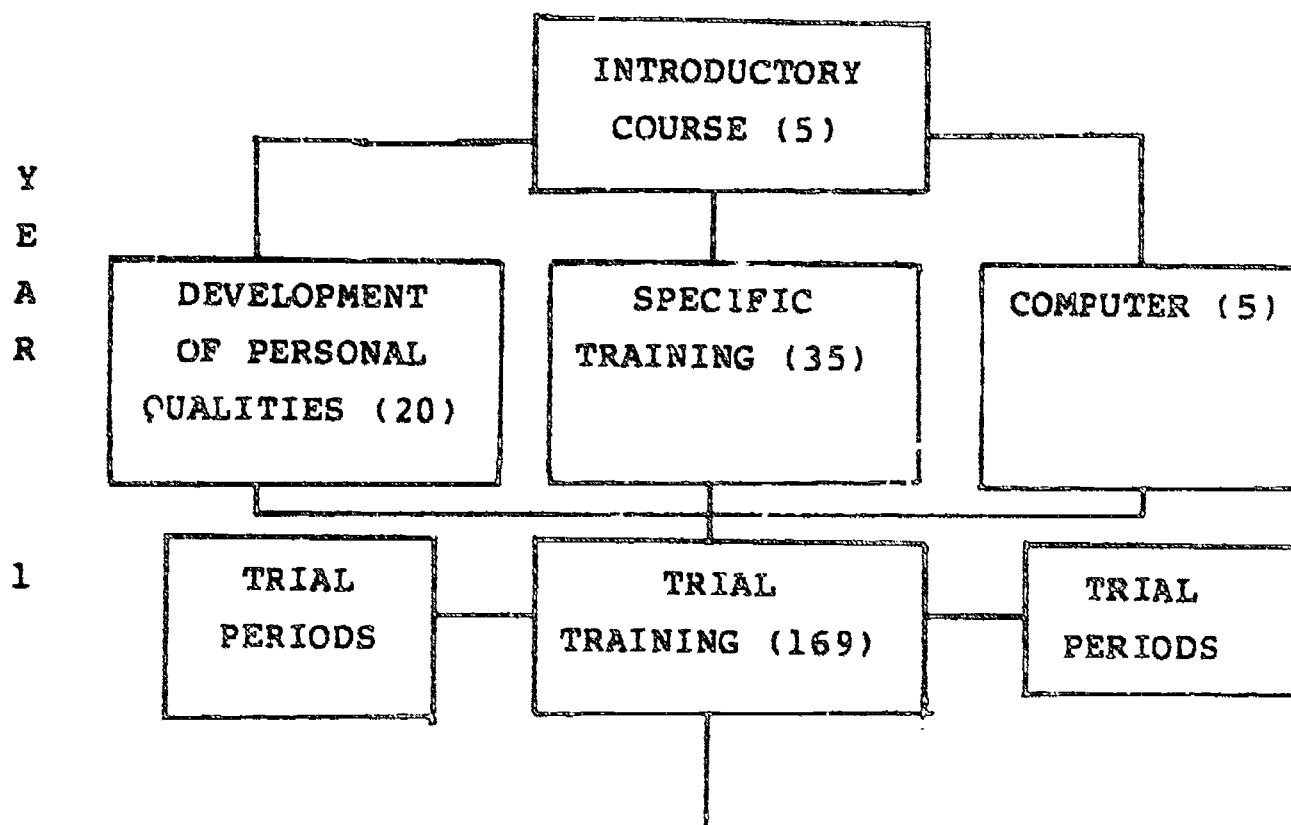 INTRODUCTORY
COURSE (5)
YEAR
DEVELOPMENT
OF PERSONAL
QUALITIES (20)
SPECIFIC
TRAINING (35)
COMPUTER (5)
1
TRIAL
PERIODS
TRIAL
TRAINING (169)
TRIAL
PERIODS